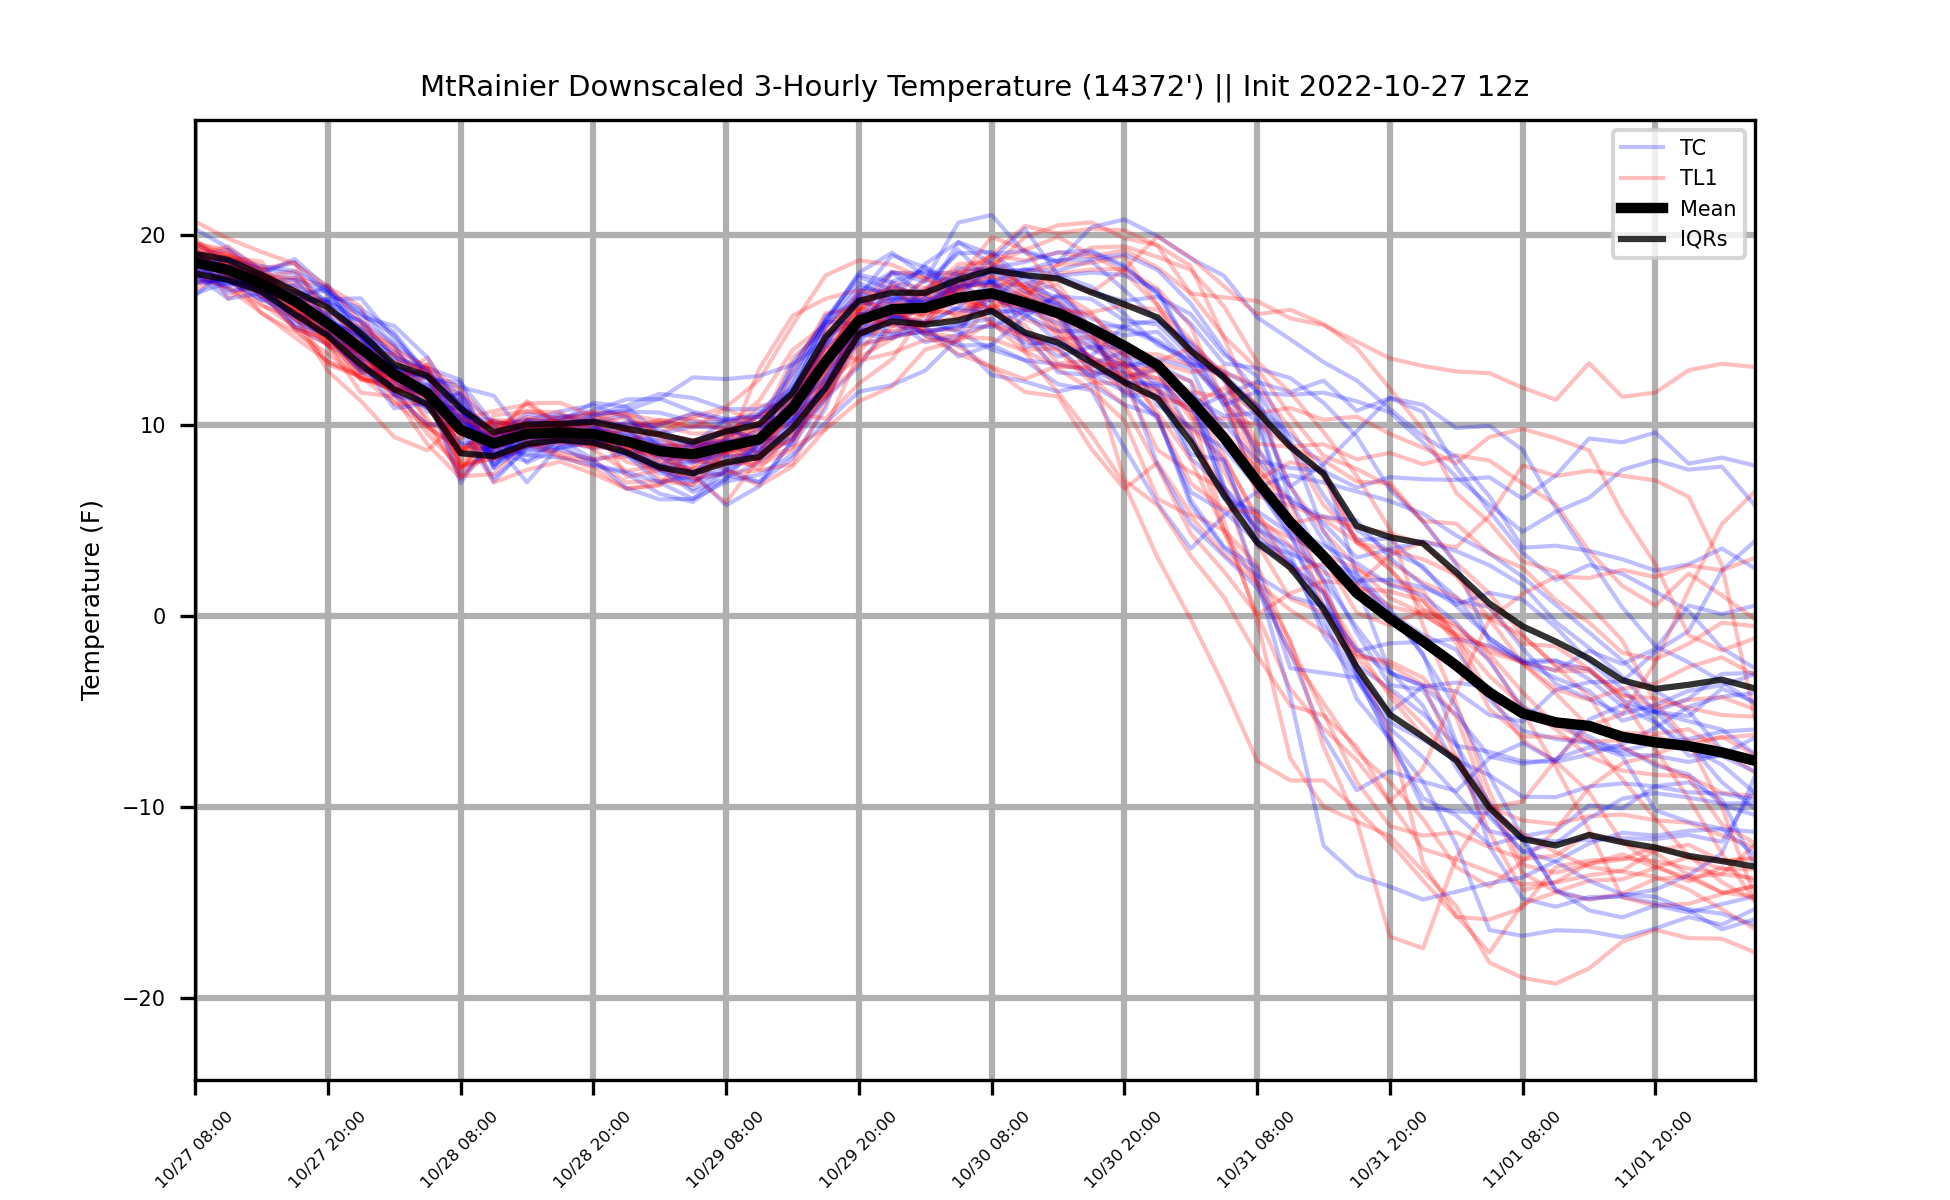 MtRainier Downscaled 3-Hourly Temperature (14372') || Init 2022-10-27 12z
TC
TL1
Mean
IQRs
Temperature (F)
20
10
0
−10
−20
10/27 08:00
10/27 20:00
10/28 08:00
10/28 20:00
10/29 08:00
10/29 20:00
10/30 08:00
10/30 20:00
10/31 08:00
10/31 20:00
11/01 08:00
11/01 20:00